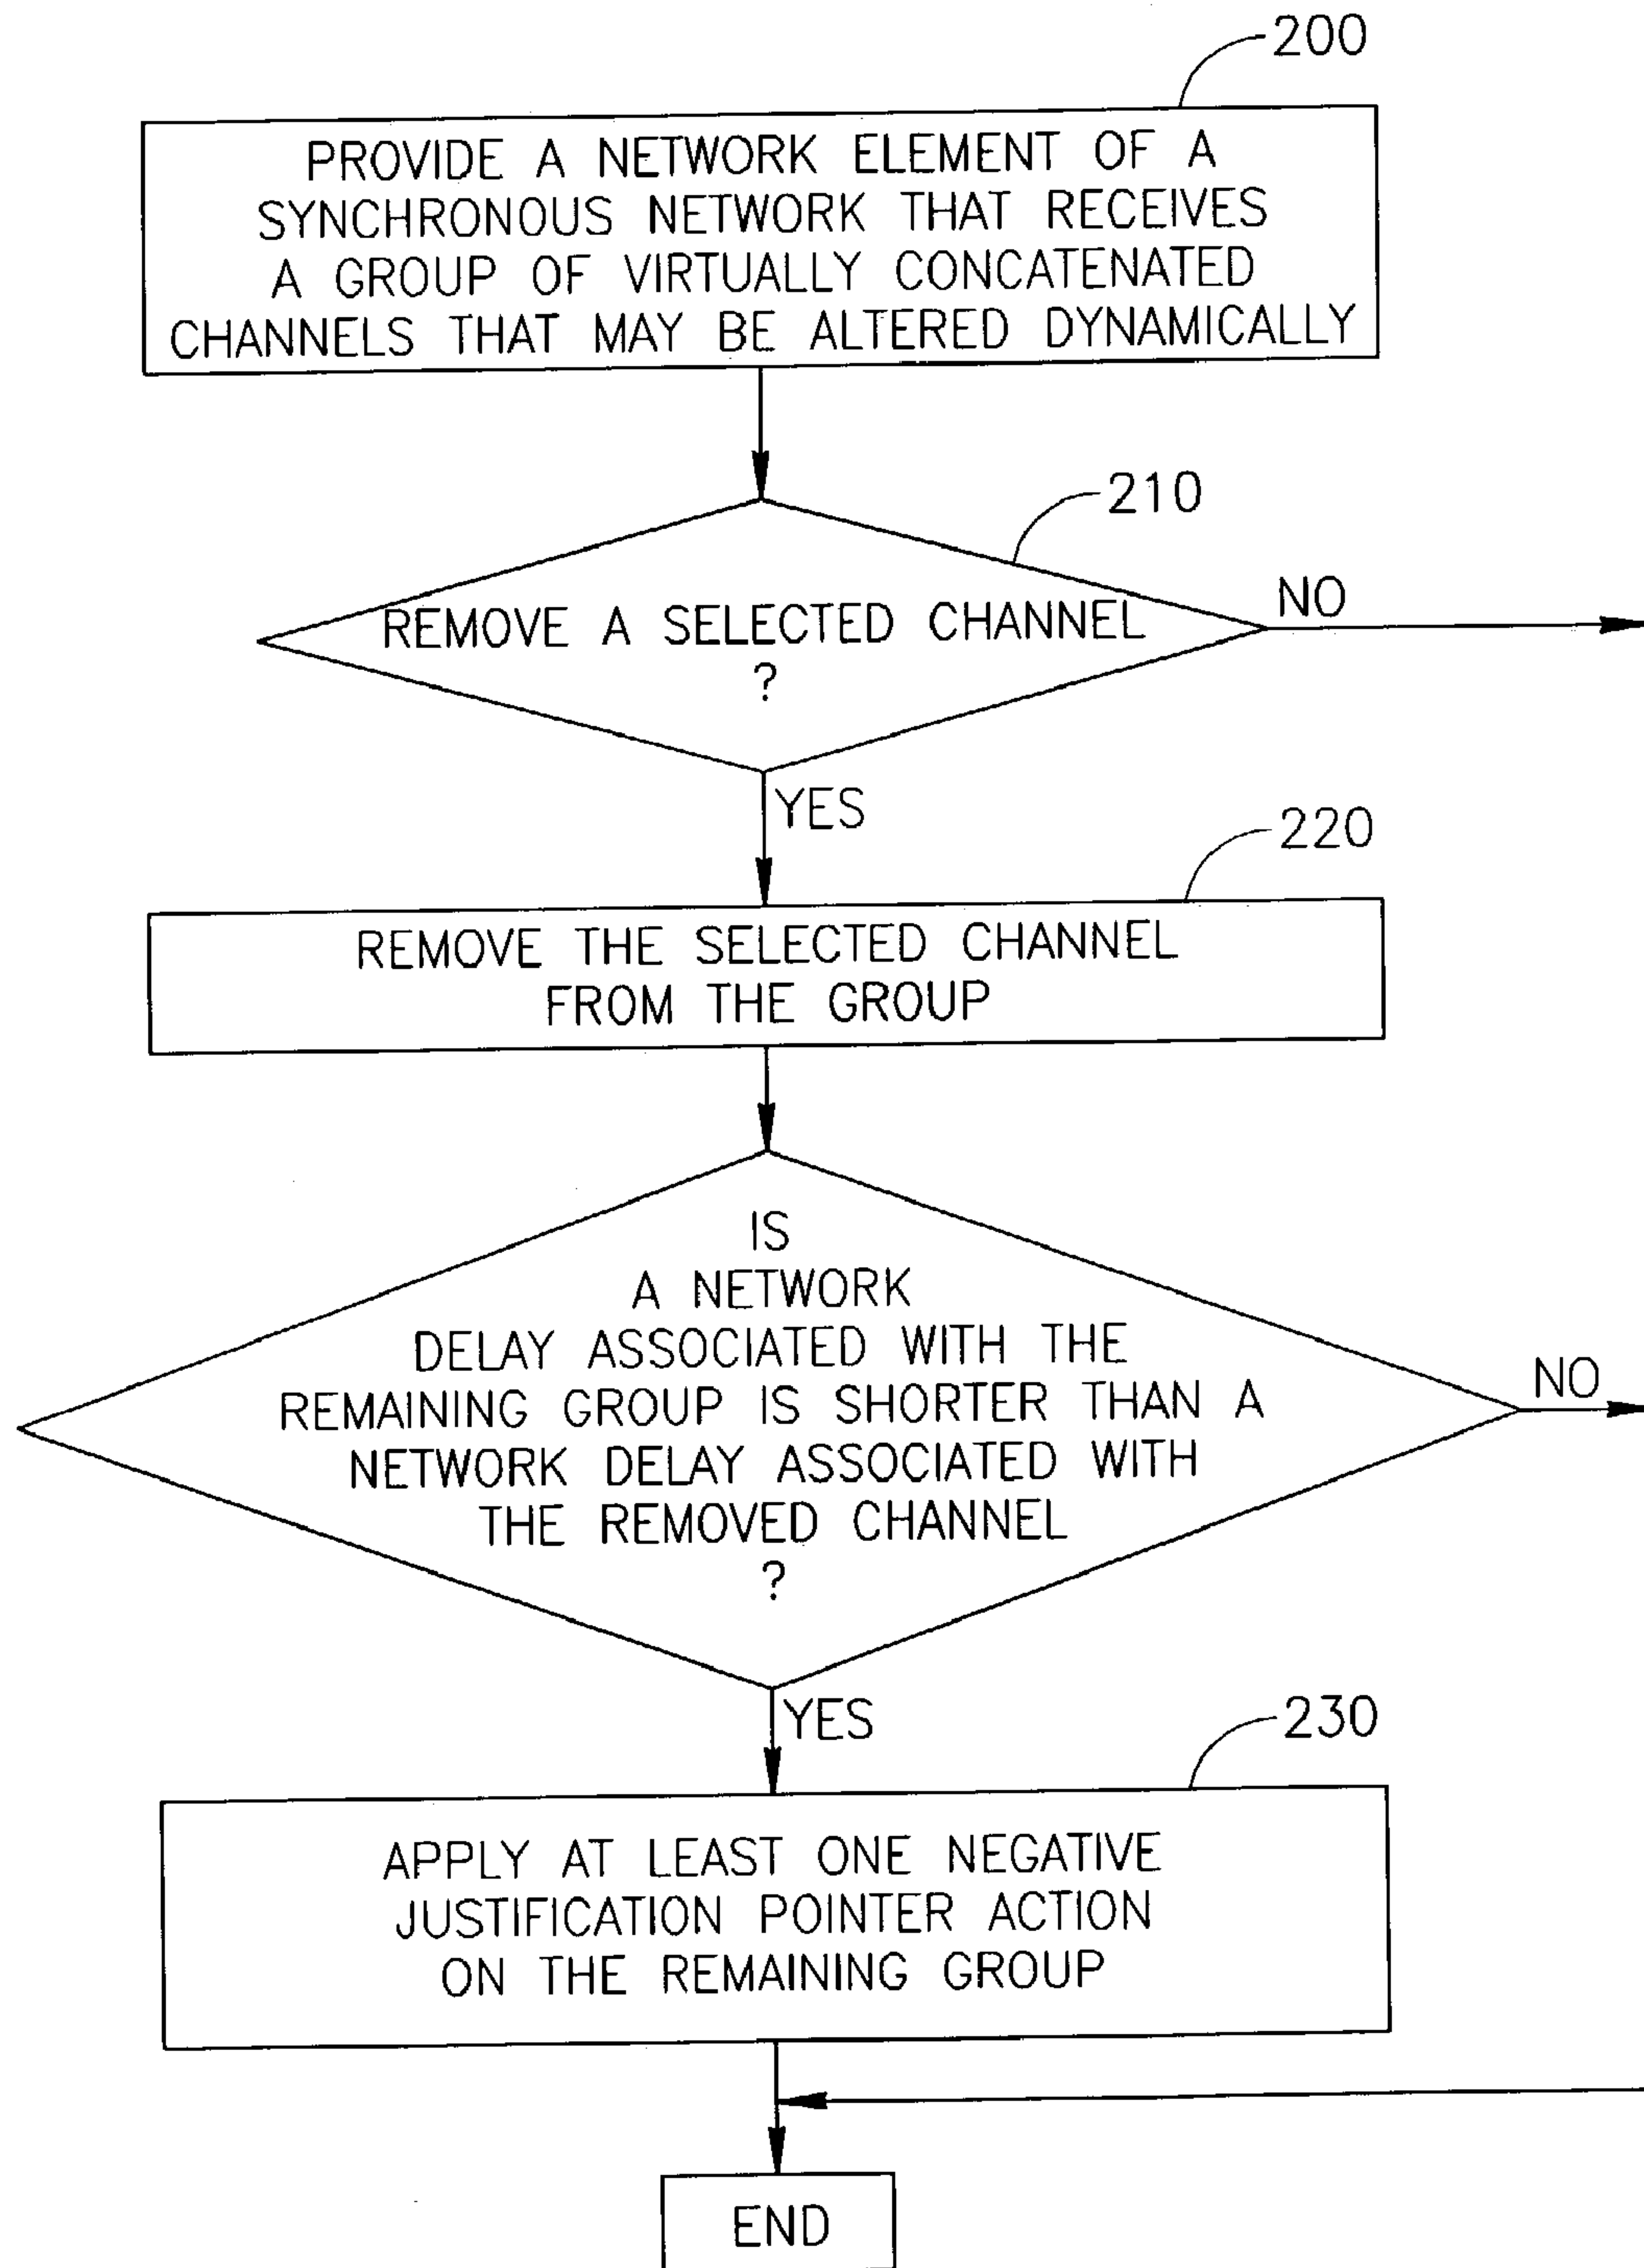 200
PROVIDE A NETWORK ELEMENT OF A
SYNCHRONOUS NETWORK THAT RECEIVES
A GROUP OF VIRTUALLY CONCATENATED
CHANNELS THAT MAY BE ALTERED DYNAMICALLY
210
REMOVE A SELECTED CHANNEL
?
NO
YES
220
REMOVE THE SELECTED CHANNEL
FROM THE GROUP
IS
A NETWORK
DELAY ASSOCIATED WITH THE
REMAINING GROUP IS SHORTER THAN A
NETWORK DELAY ASSOCIATED WITH
THE REMOVED CHANNEL
?
NO
YES
230
APPLY AT LEAST ONE NEGATIVE
JUSTIFICATION POINTER ACTION
ON THE REMAINING GROUP
END